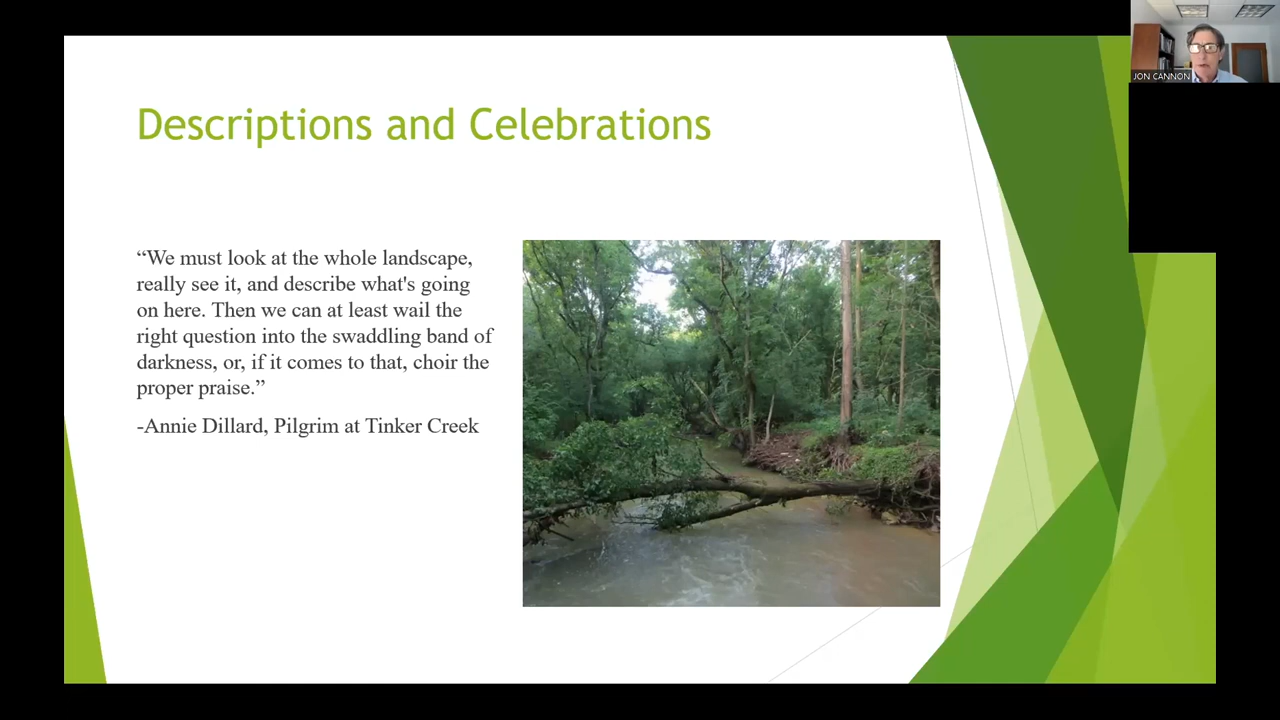 JON CANNON
Descriptions and Celebrations
“We must look at the whole landscape,
really see it, and describe what's going
on here. Then we can at least wail the
right question into the swaddling band of
darkness, or, if it comes to that, choir the
proper praise.”
-Annie Dillard, Pilgrim at Tinker Creek